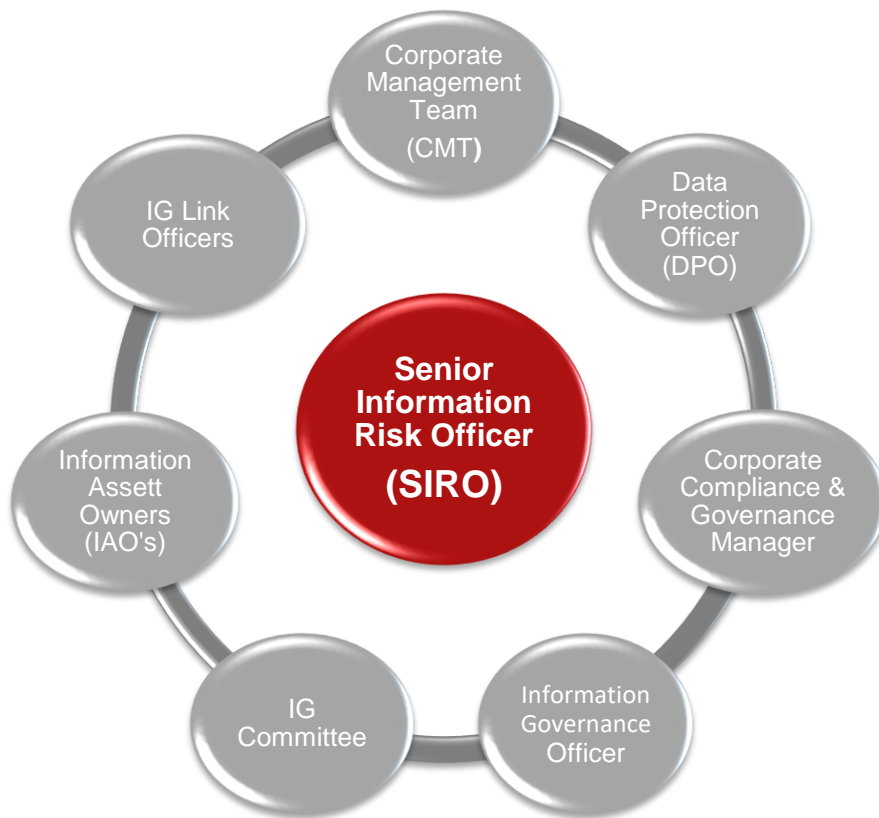 Corporate
Management
Team
(CMT)
Data
Protection
Officer
(DPO)
Corporate
Compliance &
Governance
Manager
Information
Governance
Officer
IG
Committee
Information
Assett
Owners
(IAO's)
IG Link
Officers
Senior
Information
Risk Officer
(SIRO)